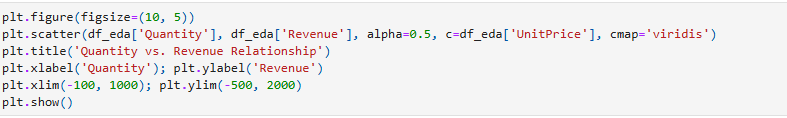 plt.figure(figsize=(10, 5))
plt.scatter(df_eda['Quantity'], df_eda['Revenue'], alpha=0.5, c=df_eda['UnitPrice'], cmap='viridis')
plt.title('Quantity vs. Revenue Relationship')
plt.xlabel('Quantity'); plt.ylabel('Revenue')
plt.xlim(-100, 1000); plt.ylim(-500, 2000)
plt.show()